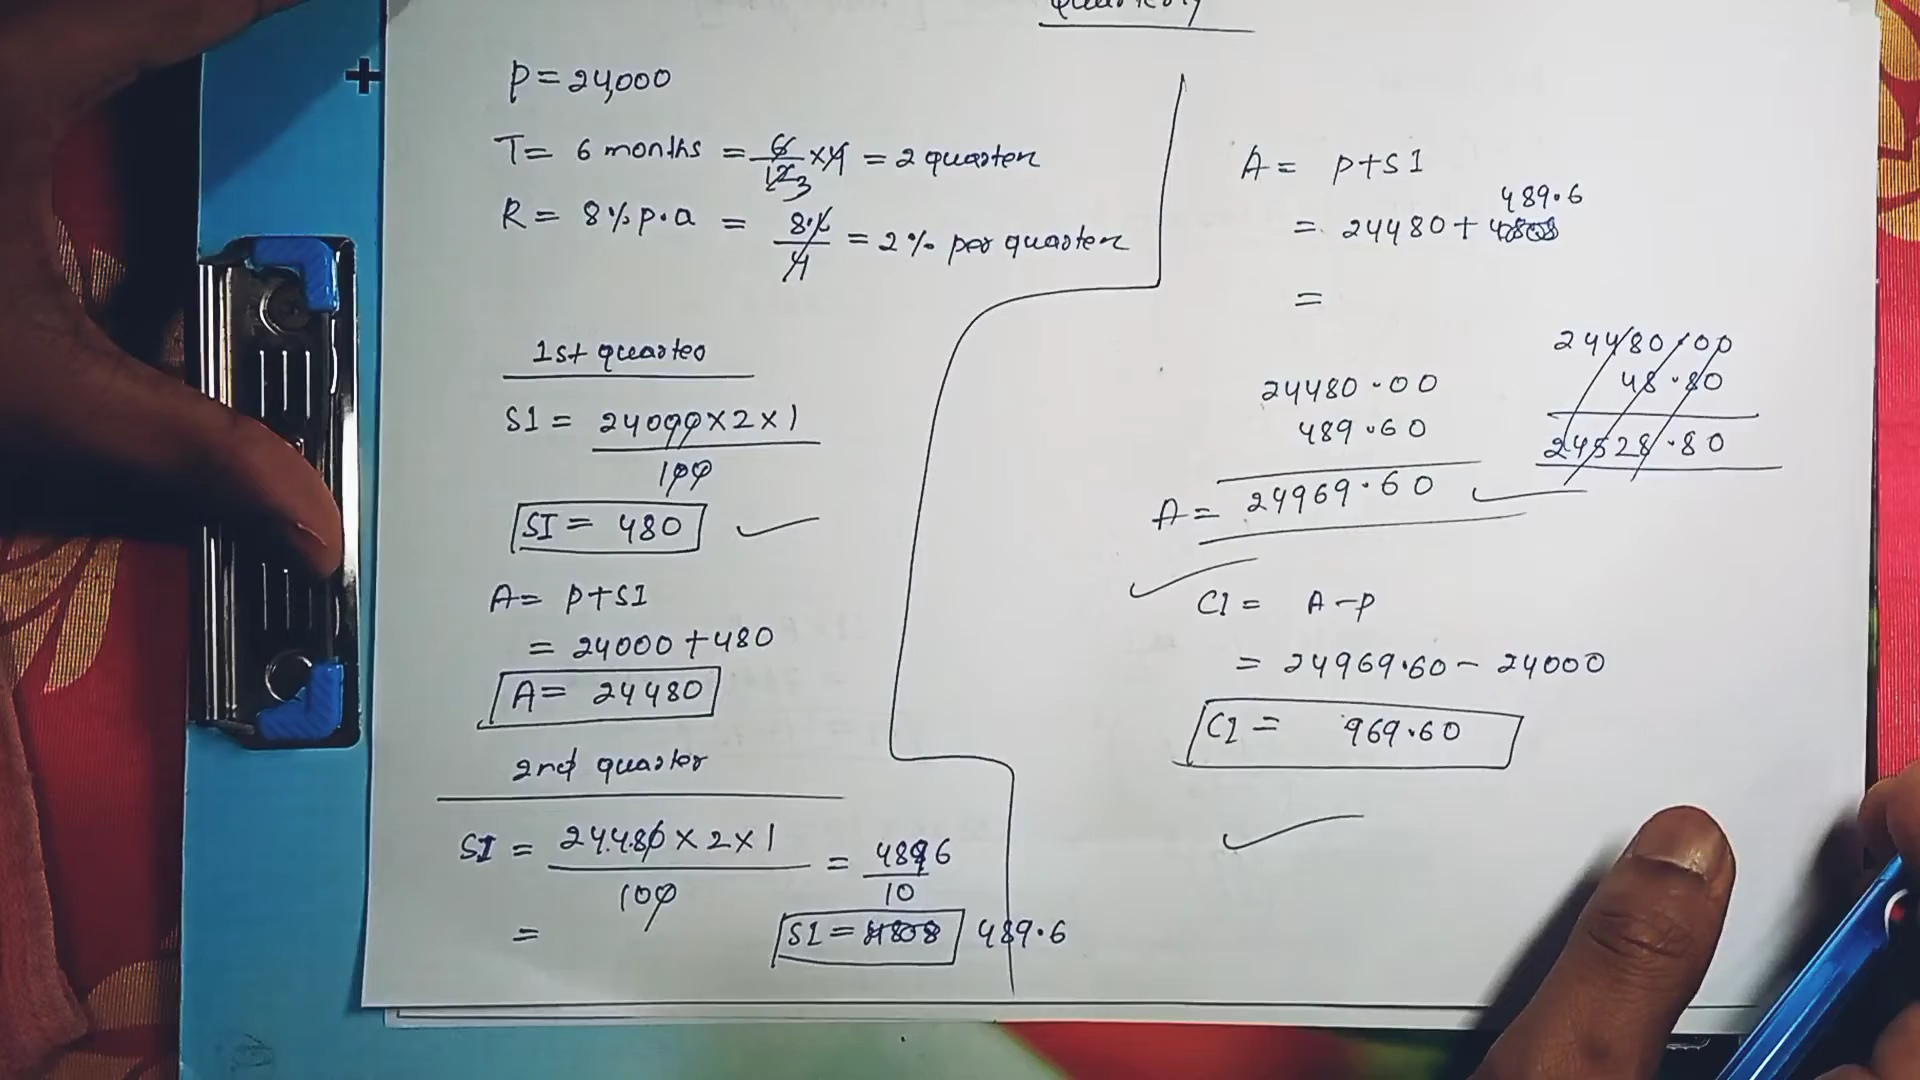 P = 24,000
T = 6 months = 6/12 3 × 4 = 2 quarter
R = 8% p.a = 8%/4 = 2% per quarter
1st quarter
SI = 24000 × 2 × 1
100
SI = 480
A = P + SI
= 24000 + 480
A = 24480
2nd quarter
SI = 24480 × 2 × 1 = 4896
100 10
= SI = 489.6
A = P + SI
489.6
= 24480 +
=
24480.00
48.80
24528.80
24480.00
489.60
A = 24969.60
CI = A - P
= 24969.60 - 24000
CI = 969.60